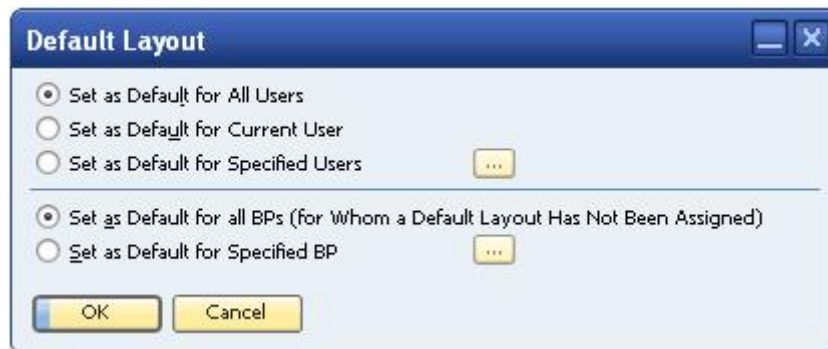 Default Layout
Set as Default for All Users
Set as Default for Current User
Set as Default for Specified Users
...
Set as Default for all BPs (for Whom a Default Layout Has Not Been Assigned)
Set as Default for Specified BP
...
OK
Cancel